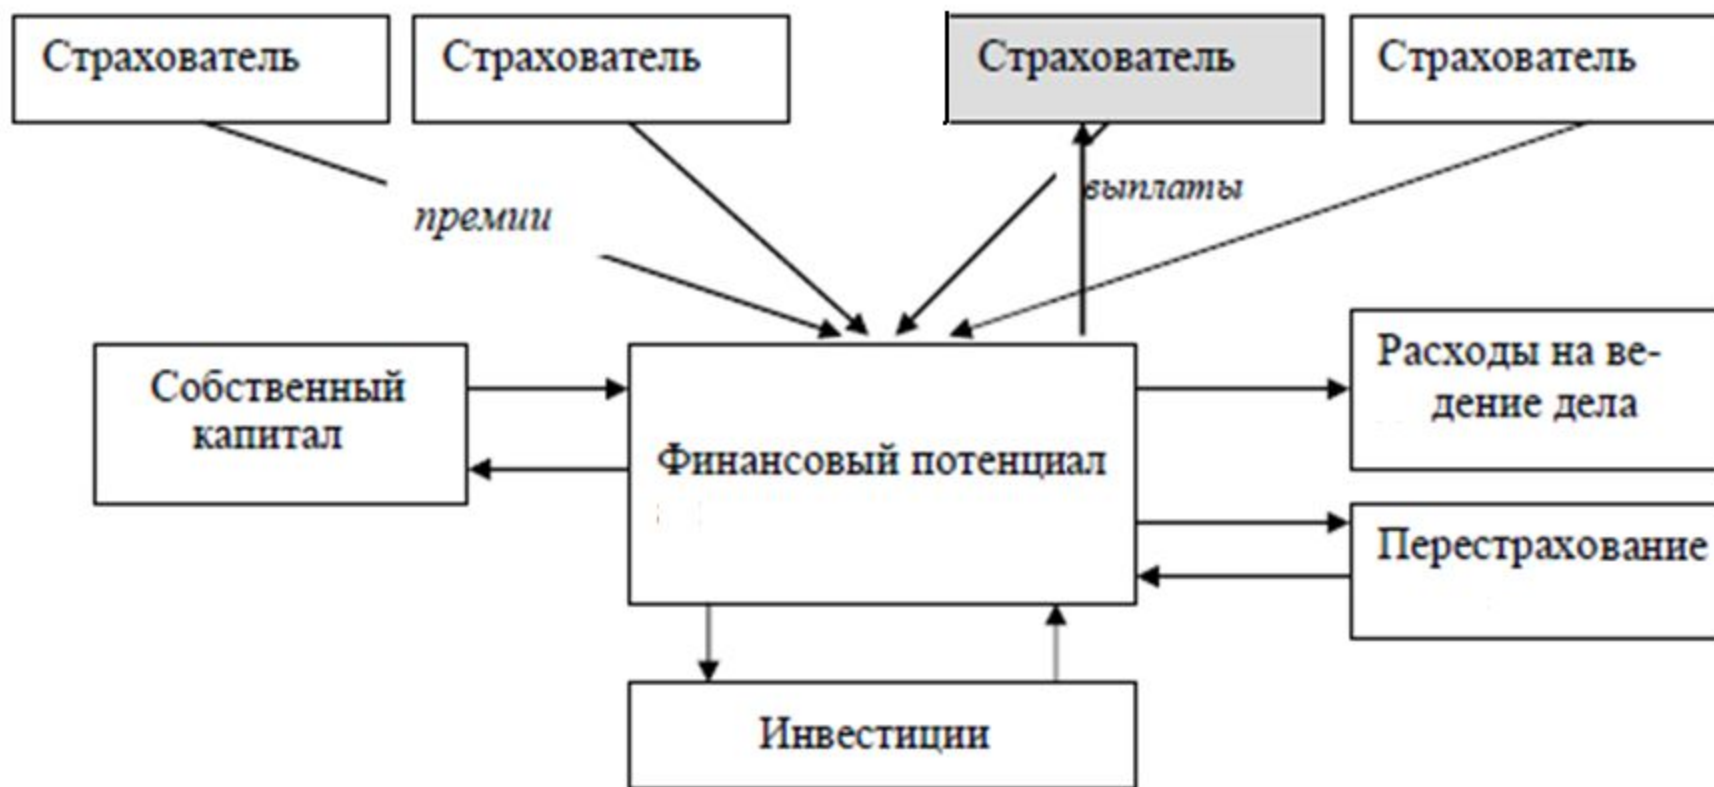 Страхователь
Страхователь
Страхователь
Страхователь
премии
выплаты
Собственный
капитал
Финансовый потенциал
Расходы на ве-
дение дела
Перестрахование
Инвестиции